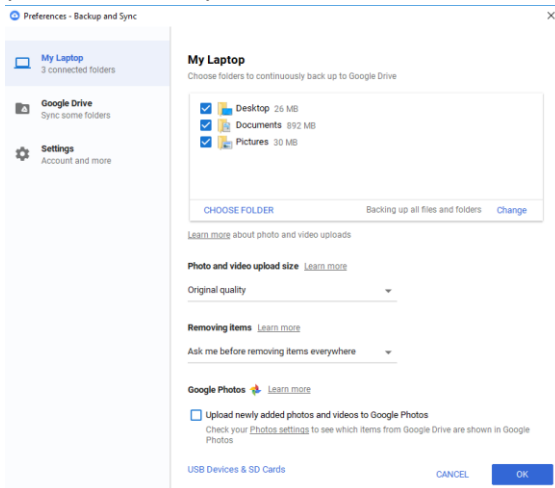 Preferences - Backup and Sync
My Laptop
3 connected folders
Google Drive
Sync some folders
Settings
Account and more
My Laptop
Choose folders to continuously back up to Google Drive
Desktop 26 MB
Documents 892 MB
Pictures 30 MB
CHOOSE FOLDER Backing up all files and folders Change
Learn more about photo and video uploads
Photo and video upload size Learn more
Original quality
Removing items Learn more
Ask me before removing items everywhere
Google Photos Learn more
Upload newly added photos and videos to Google Photos
Check your Photos settings to see which items from Google Drive are shown in Google
Photos
USB Devices & SD Cards
CANCEL OK